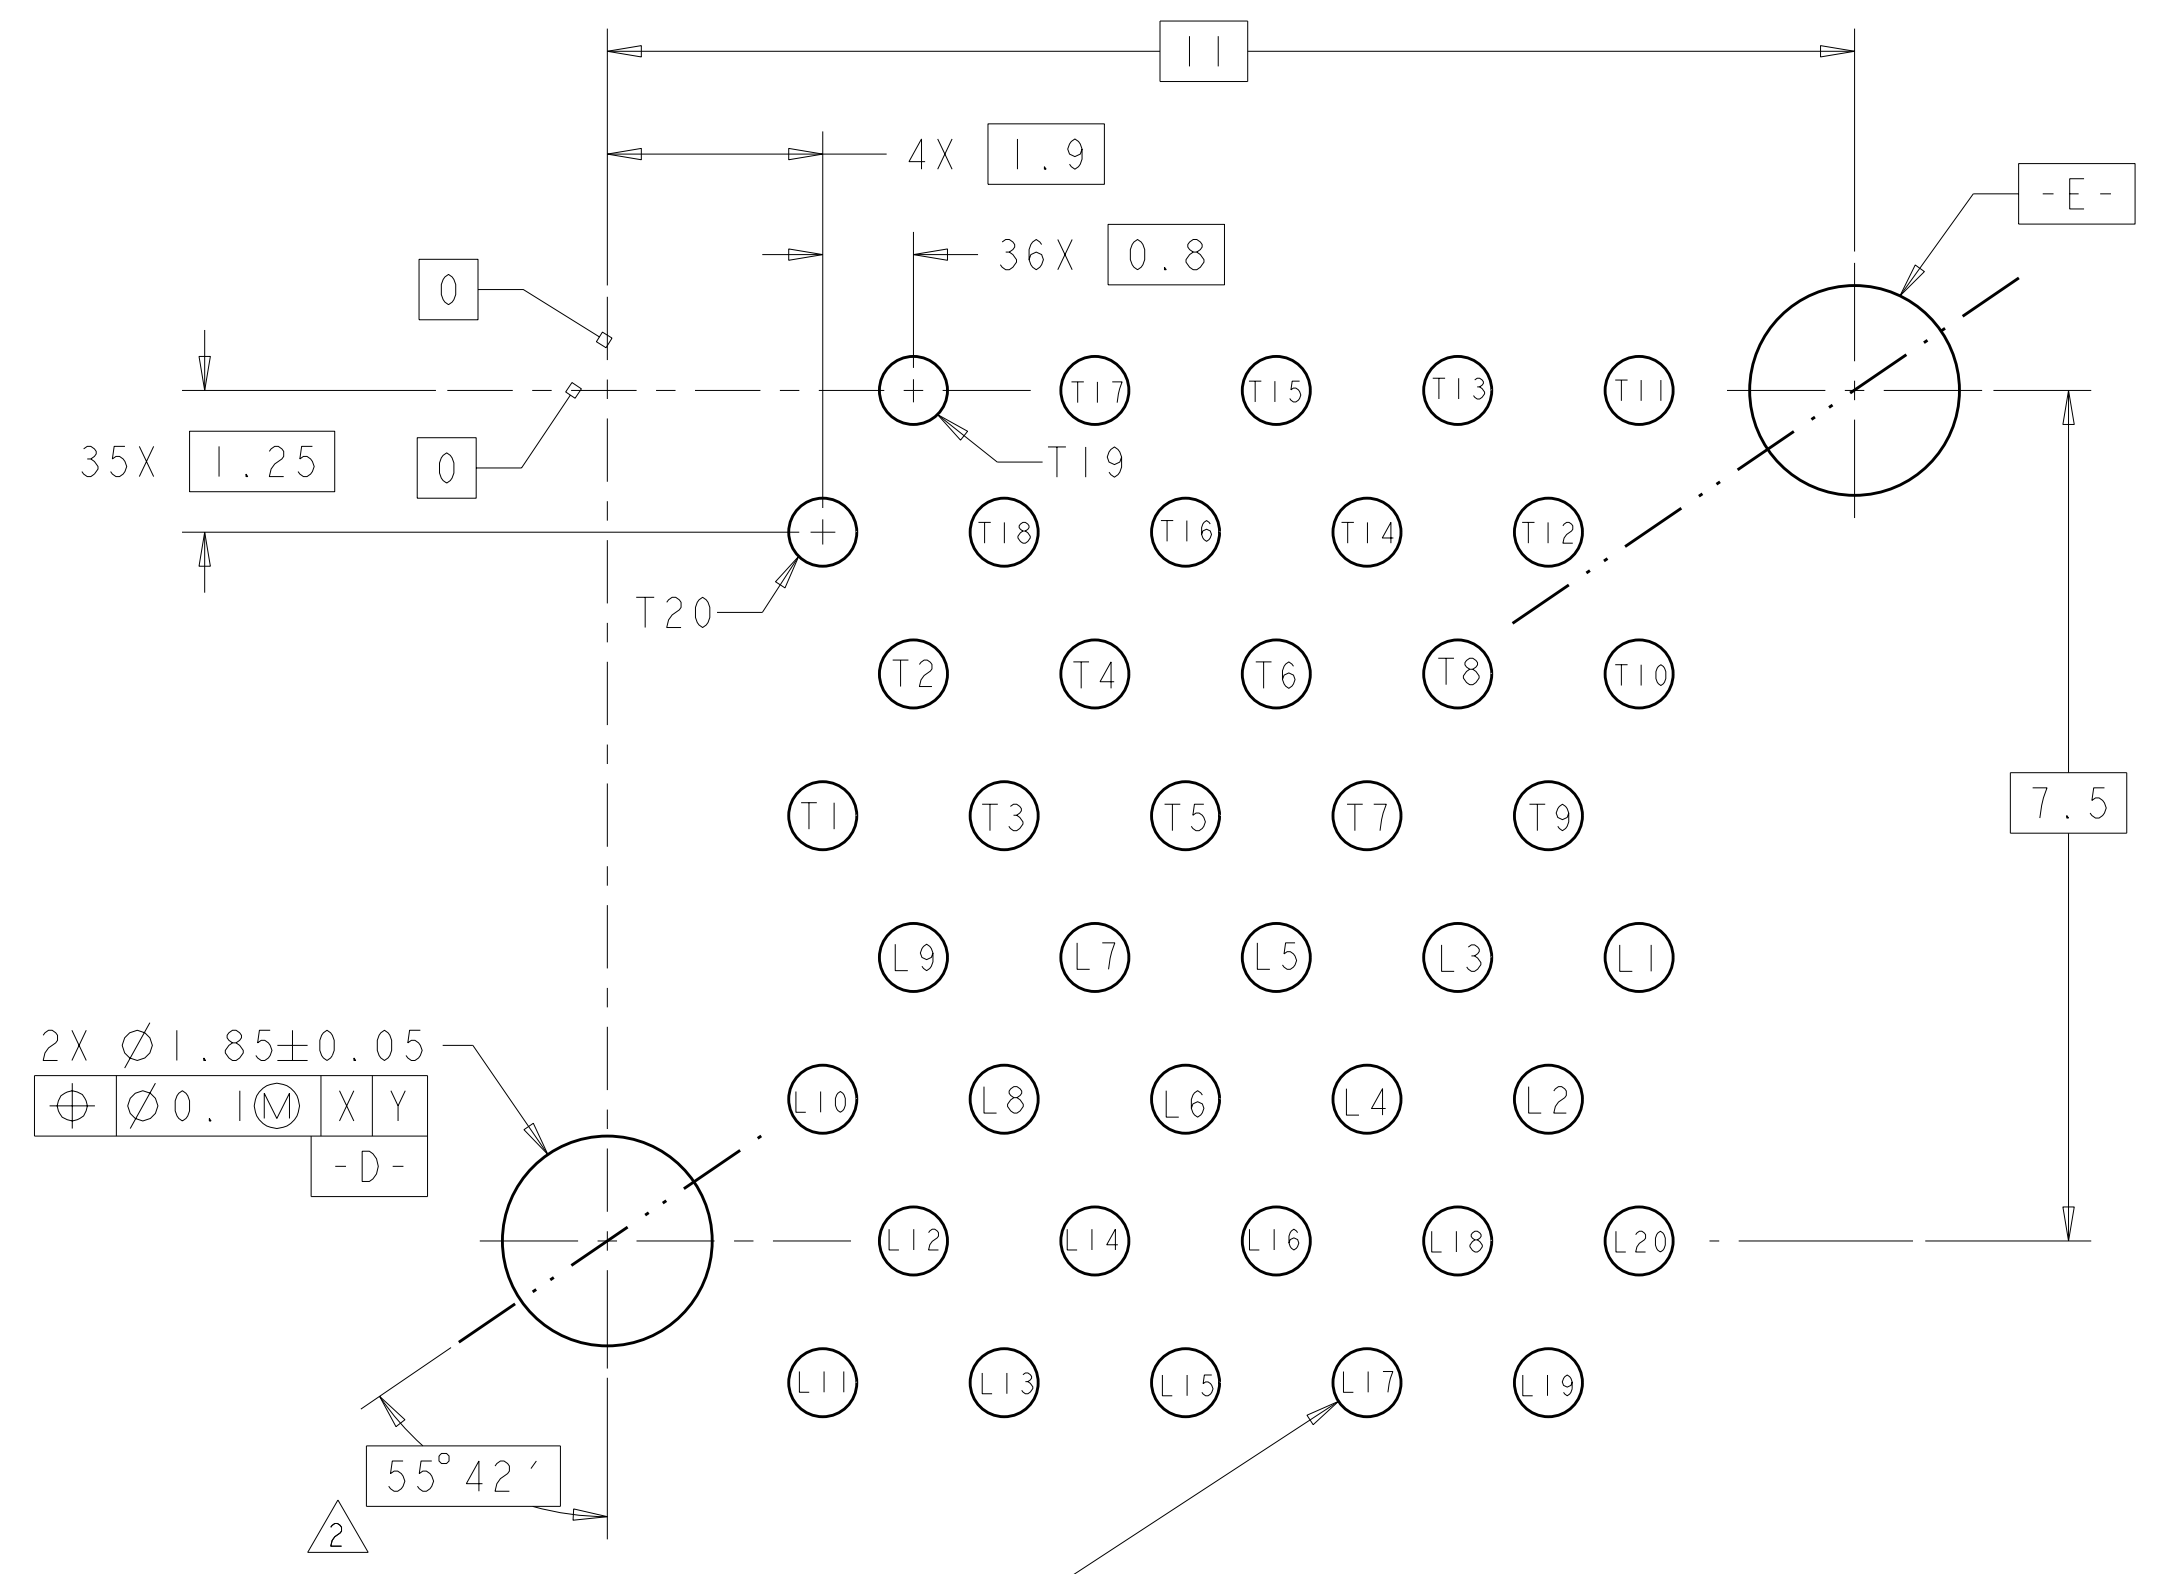 11
4X 1.9
-E-
36X 0.8
0
T17 T15 T13 T11
35X 1.25
0
T19
T18 T16 T14 T12
T20
T2 T4 T6 T8 T10
7.5
T1 T3 T5 T7 T9
L9 L7 L5 L3 L1
2X ⌀1.85±0.05
⌖ ⌀0.1Ⓜ X Y
L10 L8 L6 L4 L2
-D-
L12 L14 L16 L18 L20
L11 L13 L15 L17 L19
55°42′
2